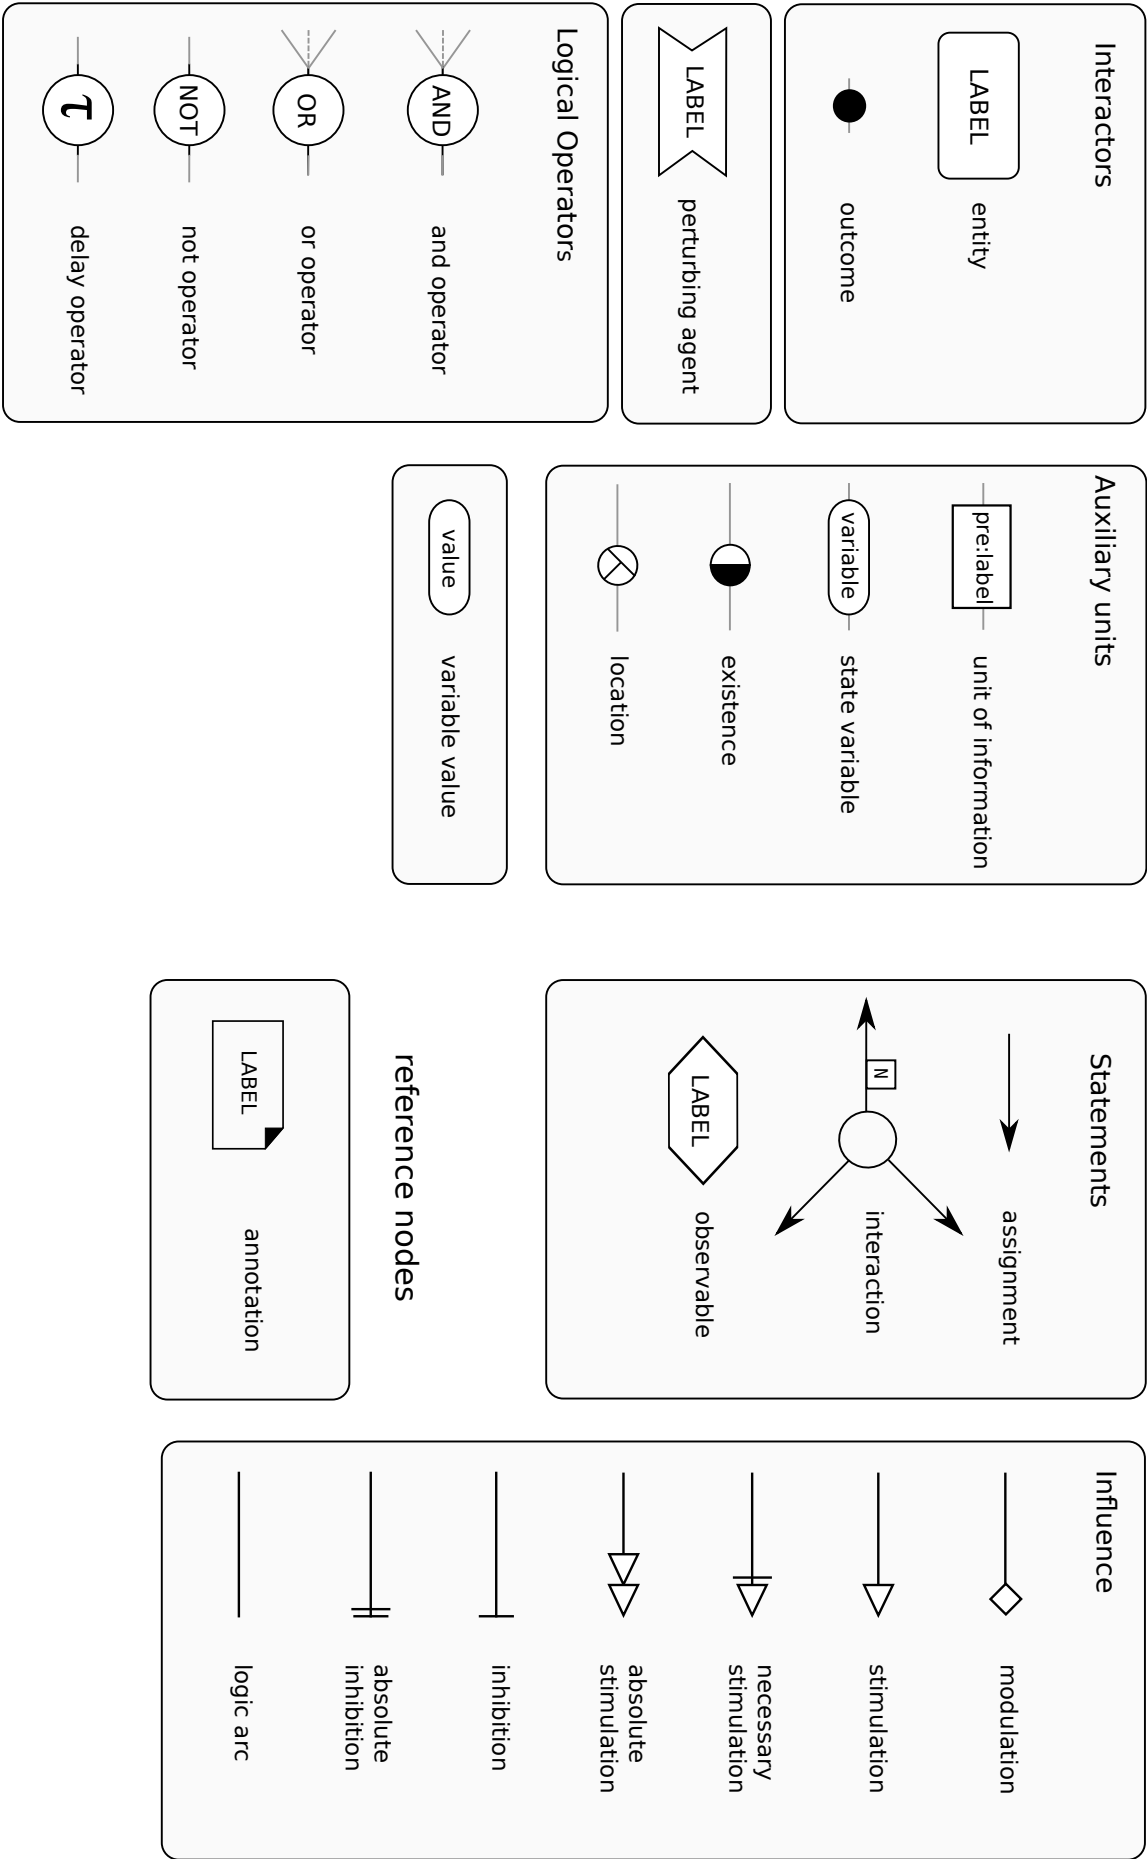 Interactors
LABEL
entity
outcome
LABEL
perturbing agent
Logical Operators
AND
and operator
OR
or operator
NOT
not operator
τ
delay operator
Auxiliary units
pre:label
unit of information
variable
state variable
existence
location
value
variable value
Statements
assignment
N
interaction
LABEL
observable
reference nodes
LABEL
annotation
Influence
modulation
stimulation
necessary
stimulation
absolute
stimulation
inhibition
absolute
inhibition
logic arc